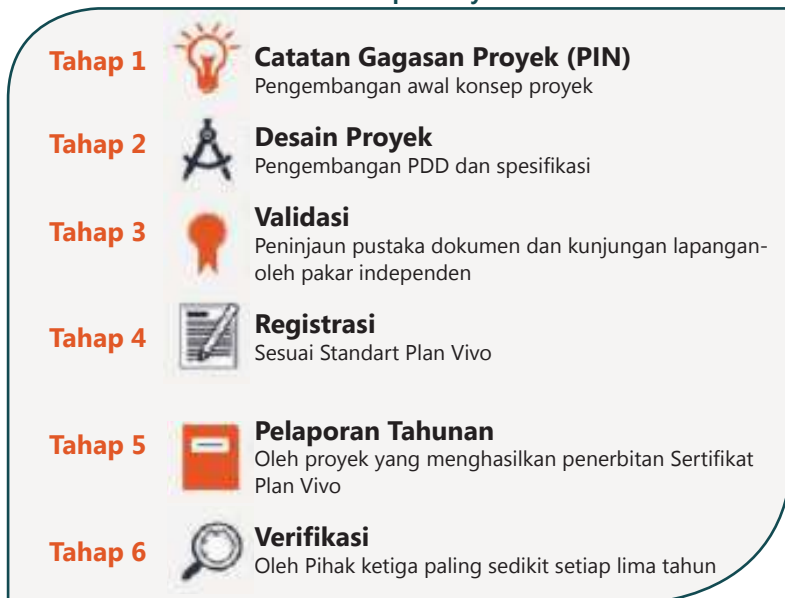 Tahap 1
Catatan Gagasan Proyek (PIN)
Pengembangan awal konsep proyek
Tahap 2
Desain Proyek
Pengembangan PDD dan spesifikasi
Tahap 3
Validasi
Peninjaun pustaka dokumen dan kunjungan lapangan-
oleh pakar independen
Tahap 4
Registrasi
Sesuai Standart Plan Vivo
Tahap 5
Pelaporan Tahunan
Oleh proyek yang menghasilkan penerbitan Sertifikat
Plan Vivo
Tahap 6
Verifikasi
Oleh Pihak ketiga paling sedikit setiap lima tahun